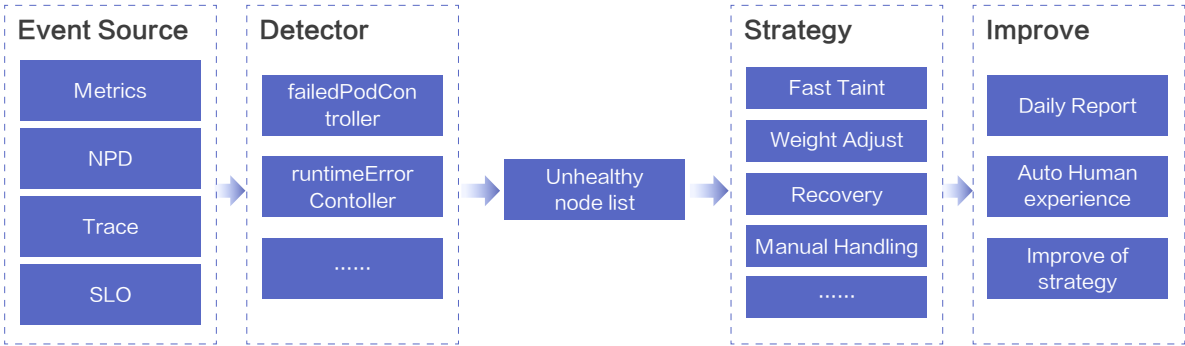 Event Source
Metrics
NPD
Trace
SLO
Detector
failedPodCon
troller
runtimeError
Contoller
......
Unhealthy
node list
Strategy
Fast Taint
Weight Adjust
Recovery
Manual Handling
......
Improve
Daily Report
Auto Human
experience
Improve of
strategy